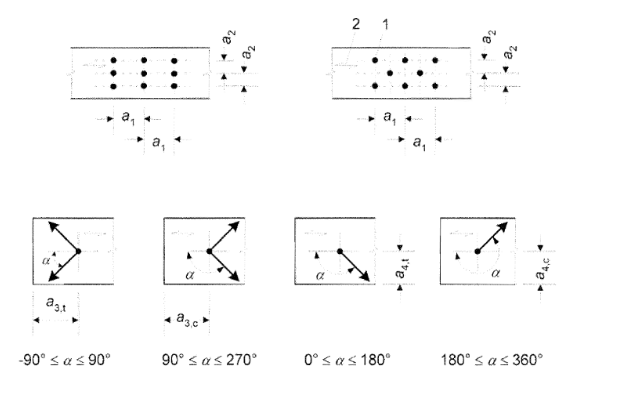 2 1
a₂ a₂ a₂ a₂
a₁ a₁
a₁ a₁
α α α α
a₃,t a₃,c a₄,t a₄,c
-90° ≤ α ≤ 90° 90° ≤ α ≤ 270° 0° ≤ α ≤ 180° 180° ≤ α ≤ 360°